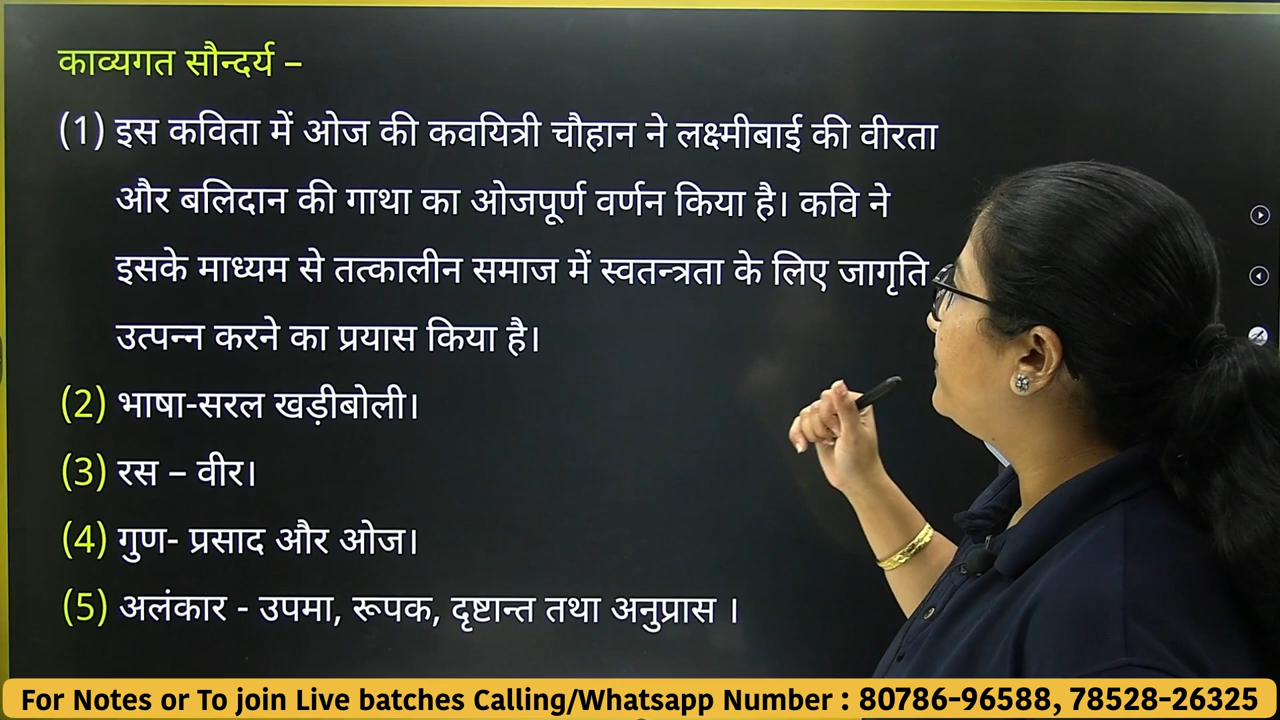 काव्यगत सौन्दर्य –
(1) इस कविता में ओज की कवयित्री चौहान ने लक्ष्मीबाई की वीरता
और बलिदान की गाथा का ओजपूर्ण वर्णन किया है। कवि ने
इसके माध्यम से तत्कालीन समाज में स्वतन्त्रता के लिए जागृति
उत्पन्न करने का प्रयास किया है।
(2) भाषा-सरल खड़ीबोली।
(3) रस – वीर।
(4) गुण- प्रसाद और ओज।
(5) अलंकार - उपमा, रूपक, दृष्टान्त तथा अनुप्रास ।
For Notes or To join Live batches Calling/Whatsapp Number : 80786-96588, 78528-26325